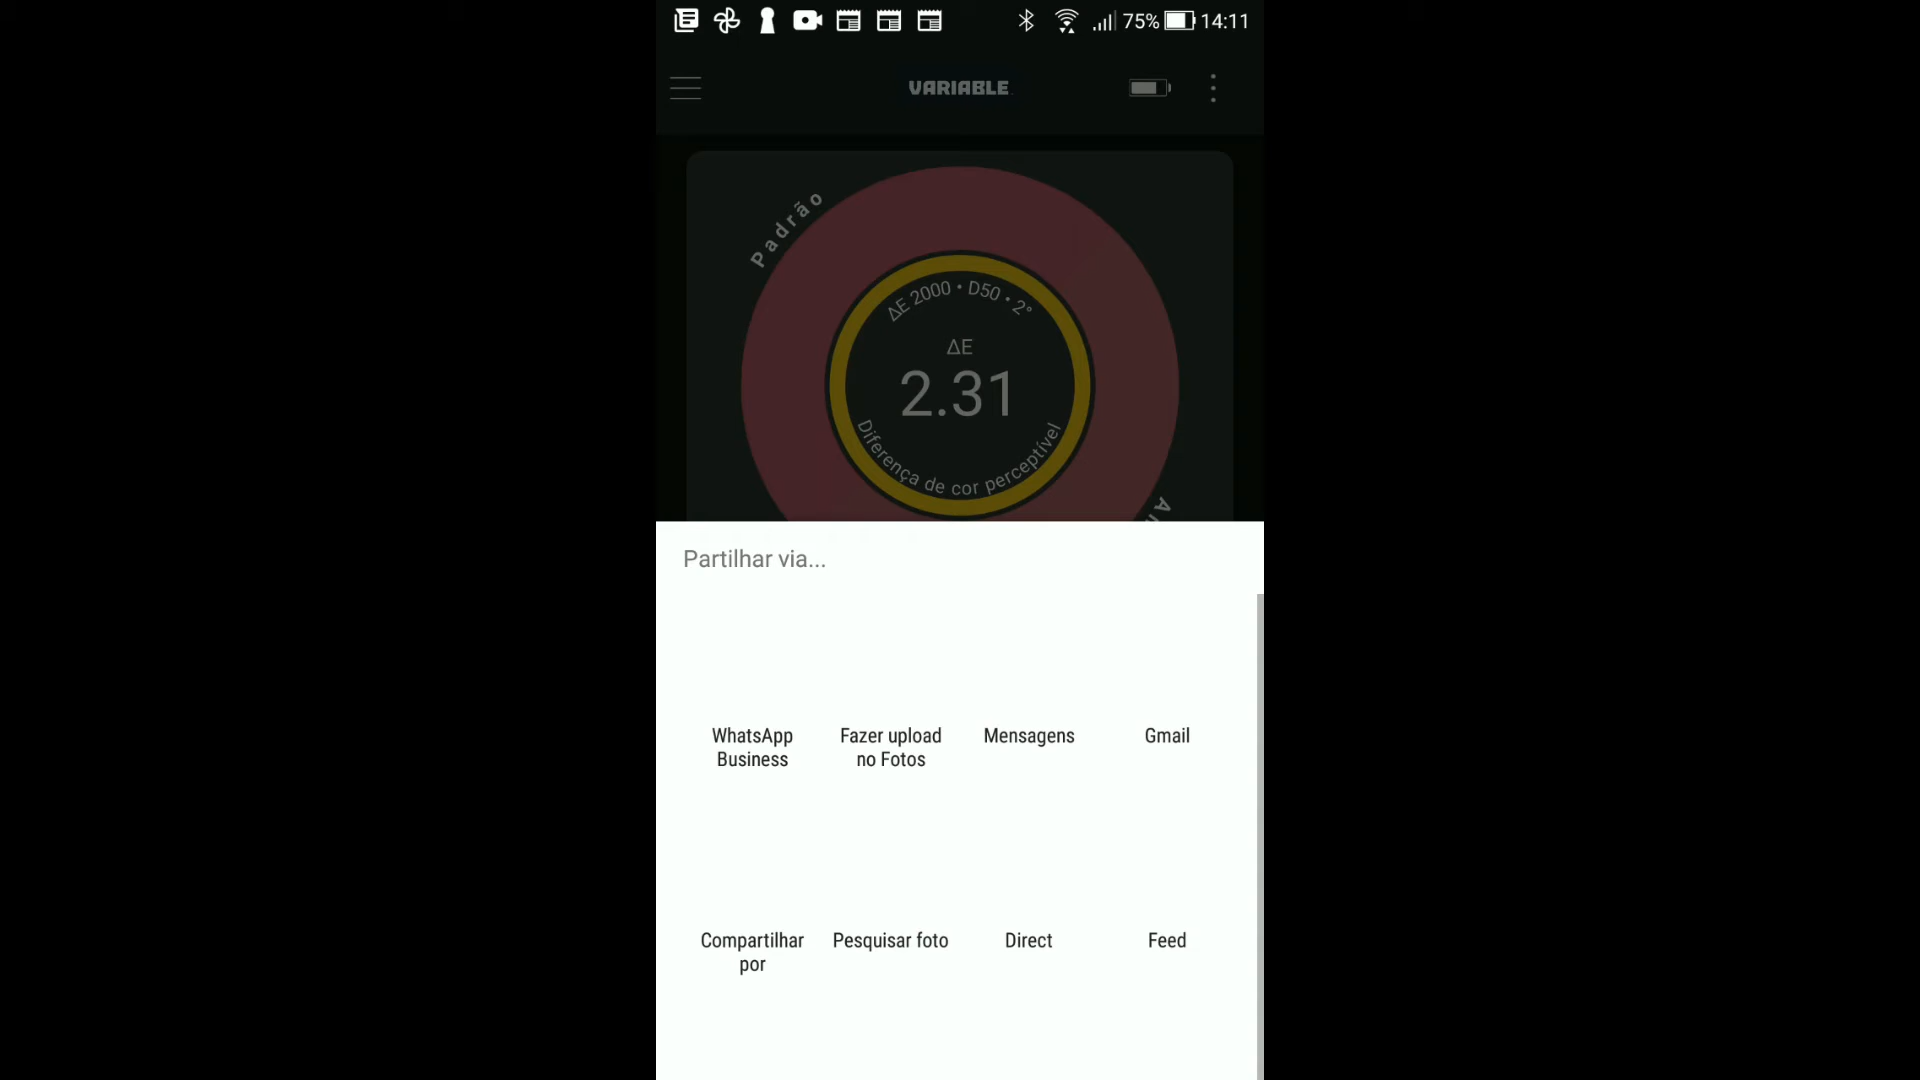 75% 14:11
VARIABLE
Padrão
ΔE 2000 • D50 • 2°
ΔE
2.31
Diferença de cor perceptível
Partilhar via...
WhatsApp
Business
Fazer upload
no Fotos
Mensagens
Gmail
Compartilhar
por
Pesquisar foto
Direct
Feed